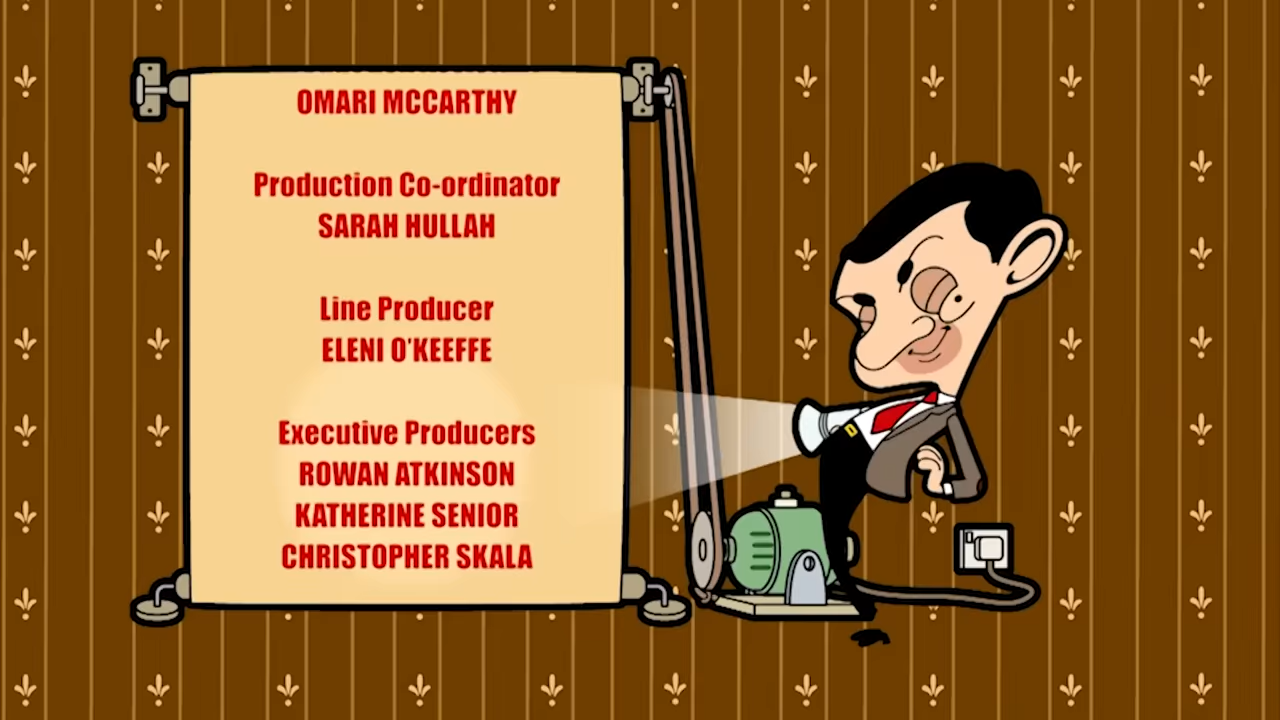 OMARI MCCARTHY
Production Co-ordinator
SARAH HULLAH
Line Producer
ELENI O'KEEFFE
Executive Producers
ROWAN ATKINSON
KATHERINE SENIOR
CHRISTOPHER SKALA